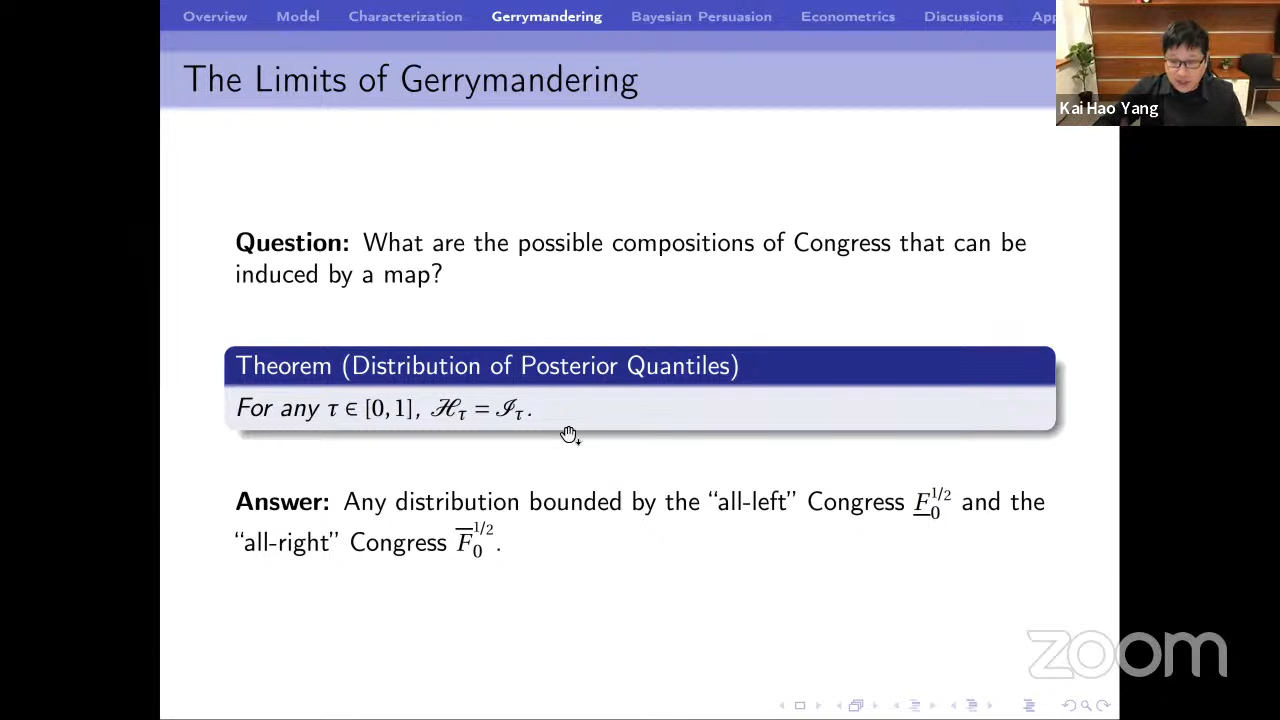 Overview Model Characterization Gerrymandering Bayesian Persuasion Econometrics Discussions App
The Limits of Gerrymandering
Kai Hao Yang
Question: What are the possible compositions of Congress that can be
induced by a map?
Theorem (Distribution of Posterior Quantiles)
For any τ ∈ [0, 1], ℋ_τ = ℐ_τ.
Answer: Any distribution bounded by the “all-left” Congress F̲₀^{1/2} and the
“all-right” Congress F̅₀^{1/2}.
zoom